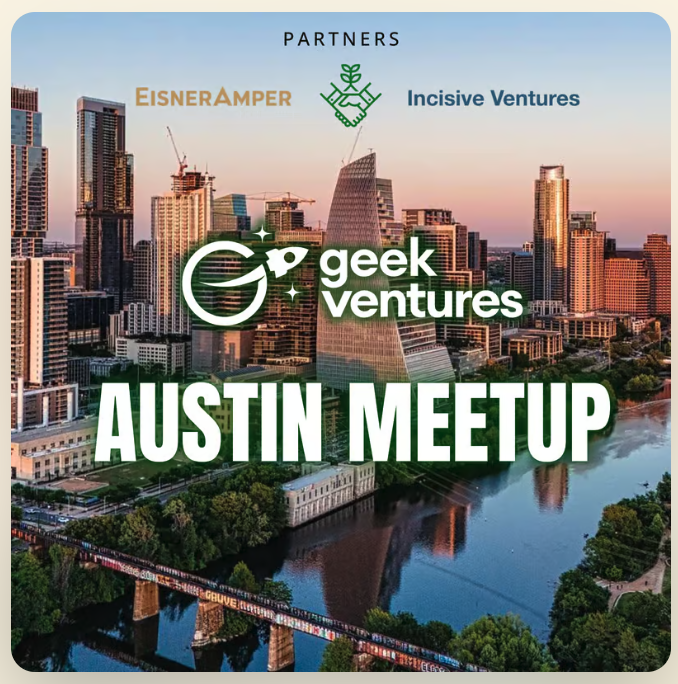 PARTNERS
EISNERAMPER
Incisive Ventures
geek
ventures
AUSTIN MEETUP